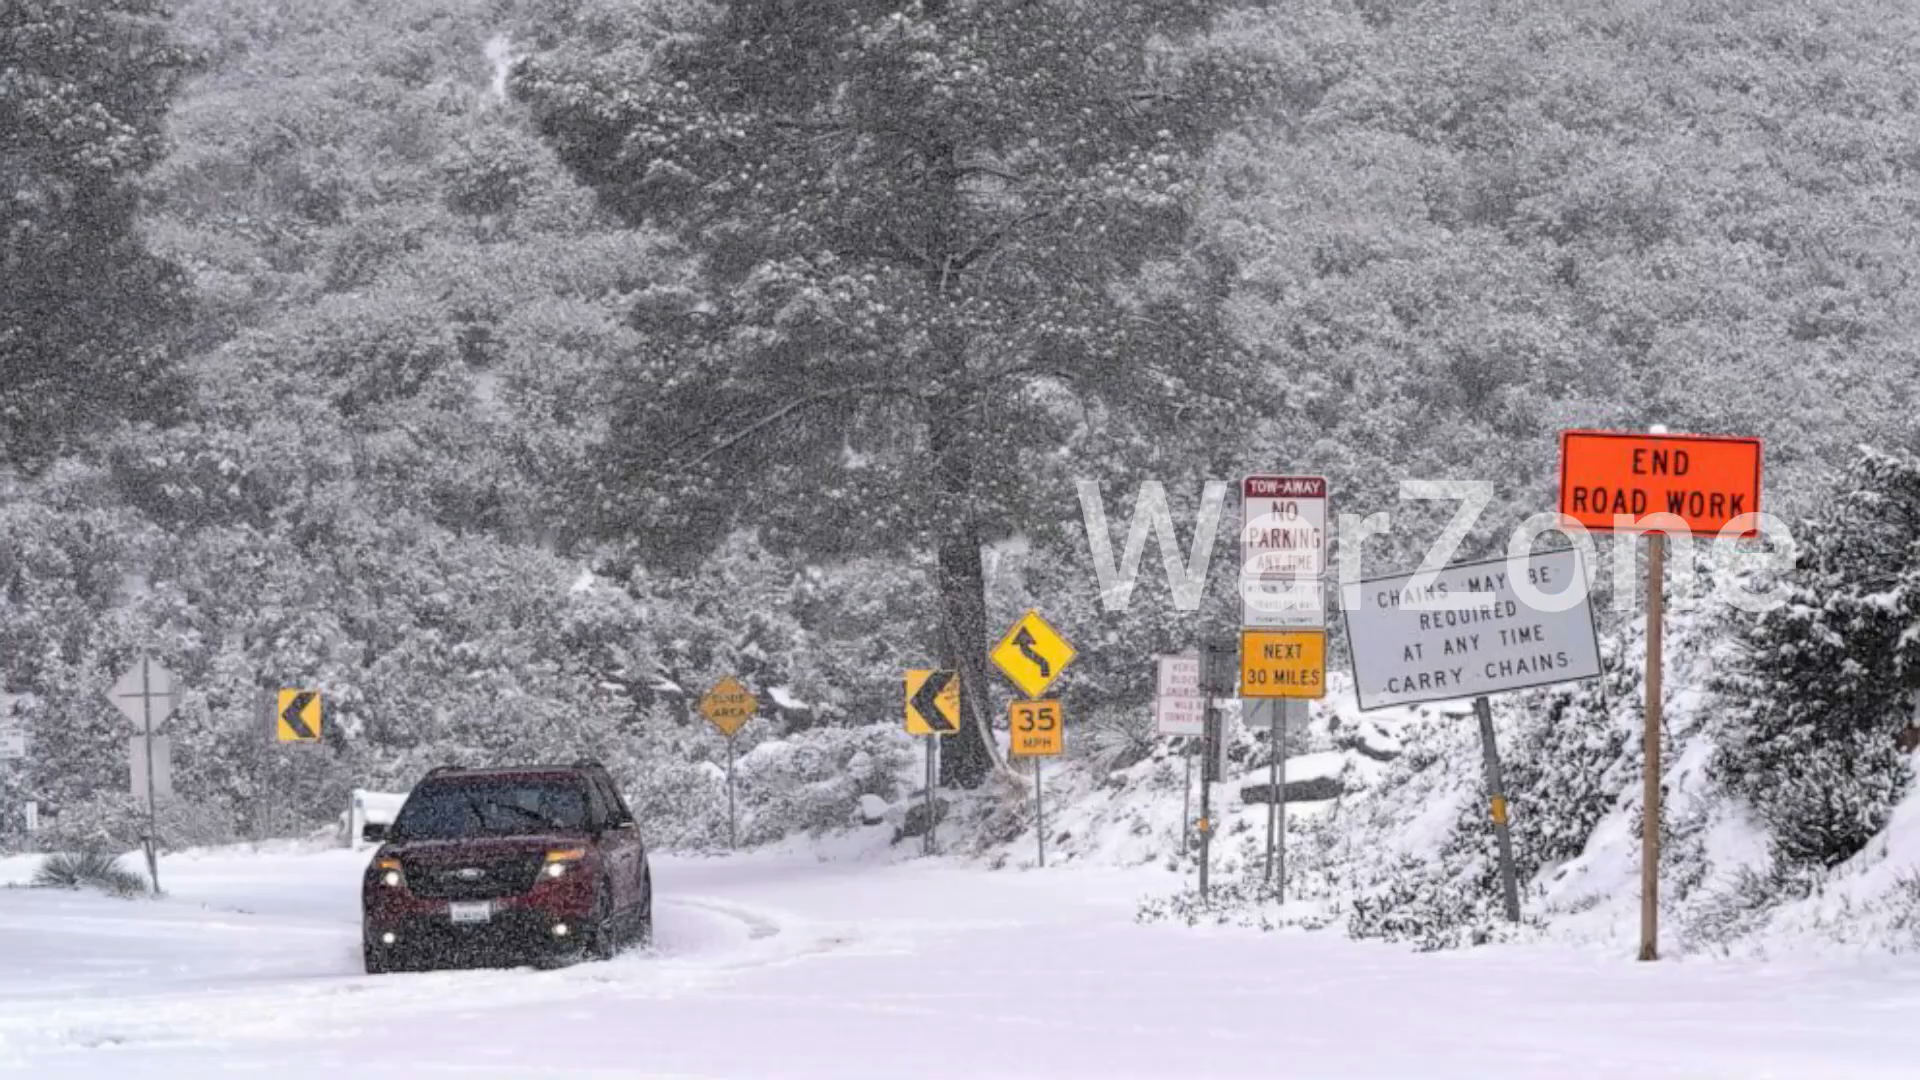 END
ROAD WORK
TOW-AWAY
NO
PARKING
ANY TIME
WarZone
CHAINS MAY BE
REQUIRED
AT ANY TIME
CARRY CHAINS
NEXT
30 MILES
SLIDE
AREA
35
MPH